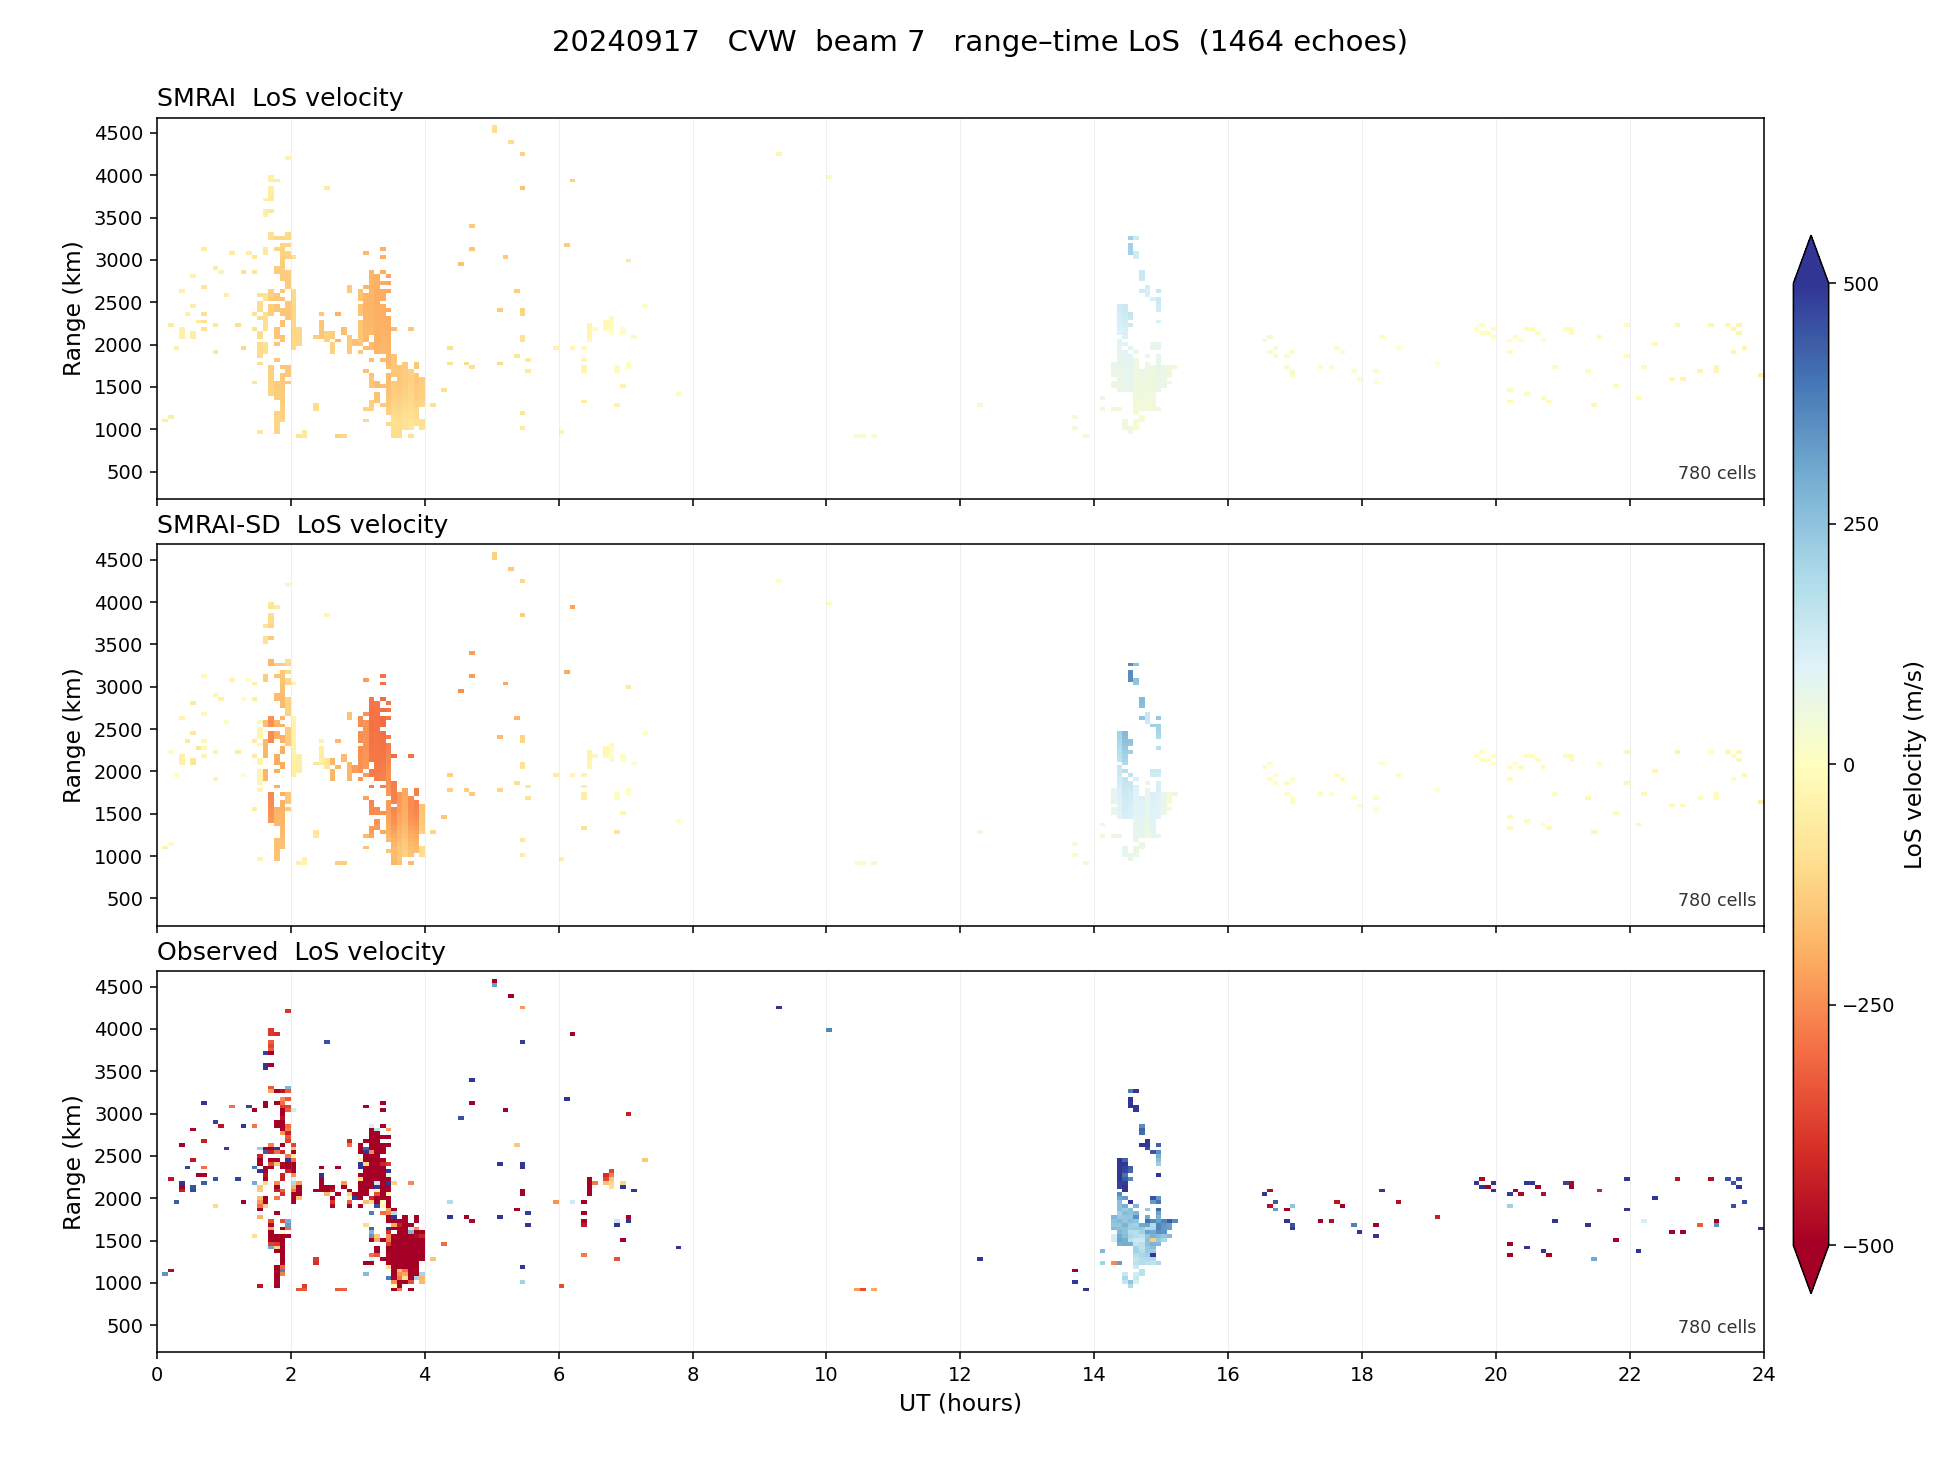 20240917   CVW  beam 7   range–time LoS  (1464 echoes)
SMRAI  LoS velocity
4500
4000
3500
3000
2500
2000
1500
1000
500
Range (km)
780 cells
SMRAI-SD  LoS velocity
4500
4000
3500
3000
2500
2000
1500
1000
500
Range (km)
780 cells
Observed  LoS velocity
4500
4000
3500
3000
2500
2000
1500
1000
500
Range (km)
780 cells
0 2 4 6 8 10 12 14 16 18 20 22 24
UT (hours)
500
250
0
−250
−500
LoS velocity (m/s)